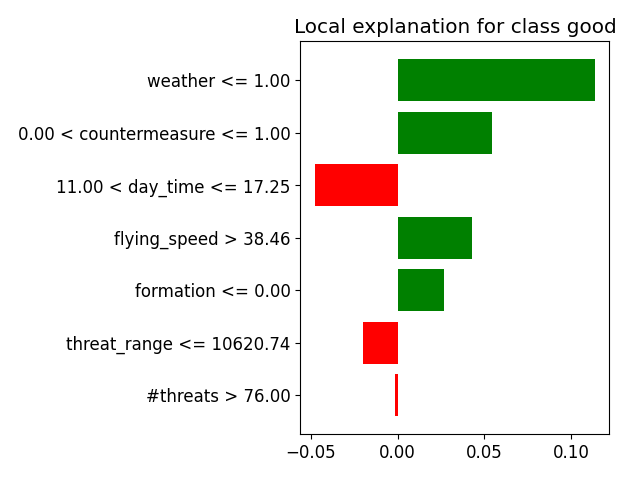 Local explanation for class good
weather <= 1.00
0.00 < countermeasure <= 1.00
11.00 < day_time <= 17.25
flying_speed > 38.46
formation <= 0.00
threat_range <= 10620.74
#threats > 76.00
−0.05 0.00 0.05 0.10